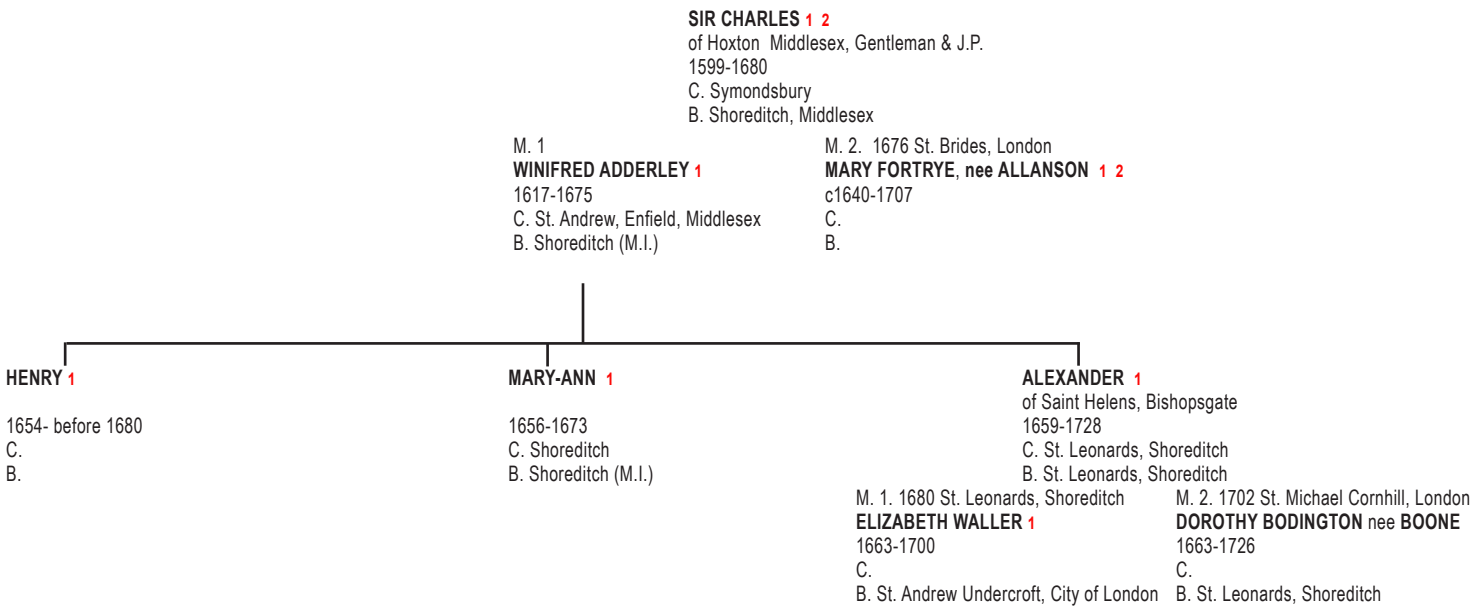 SIR CHARLES 1 2
of Hoxton Middlesex, Gentleman & J.P.
1599-1680
C. Symondsbury
B. Shoreditch, Middlesex
M. 1
WINIFRED ADDERLEY 1
1617-1675
C. St. Andrew, Enfield, Middlesex
B. Shoreditch (M.I.)
M. 2. 1676 St. Brides, London
MARY FORTRYE, nee ALLANSON 1 2
c1640-1707
C.
B.
HENRY 1
1654- before 1680
C.
B.
MARY-ANN 1
1656-1673
C. Shoreditch
B. Shoreditch (M.I.)
ALEXANDER 1
of Saint Helens, Bishopsgate
1659-1728
C. St. Leonards, Shoreditch
B. St. Leonards, Shoreditch
M. 1. 1680 St. Leonards, Shoreditch
ELIZABETH WALLER 1
1663-1700
C.
B. St. Andrew Undercroft, City of London
M. 2. 1702 St. Michael Cornhill, London
DOROTHY BODINGTON nee BOONE
1663-1726
C.
B. St. Leonards, Shoreditch